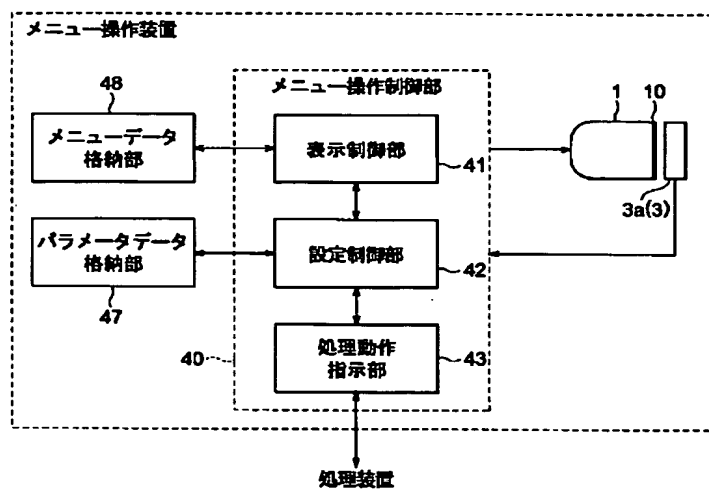 メニュー操作装置
48
メニューデータ
格納部
メニュー操作制御部
表示制御部
41
1
10
3a(3)
パラメータデータ
格納部
47
設定制御部
42
40
処理動作
指示部
43
処理装置